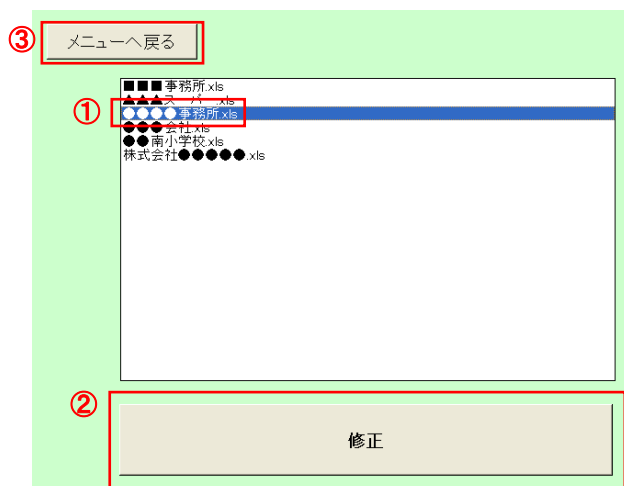 ③ メニューへ戻る
■■■事務所.xls
▲▲▲スーパー.xls
① ●●●●事務所.xls
●●●会社.xls
●●南小学校.xls
株式会社●●●●●.xls
②
修正